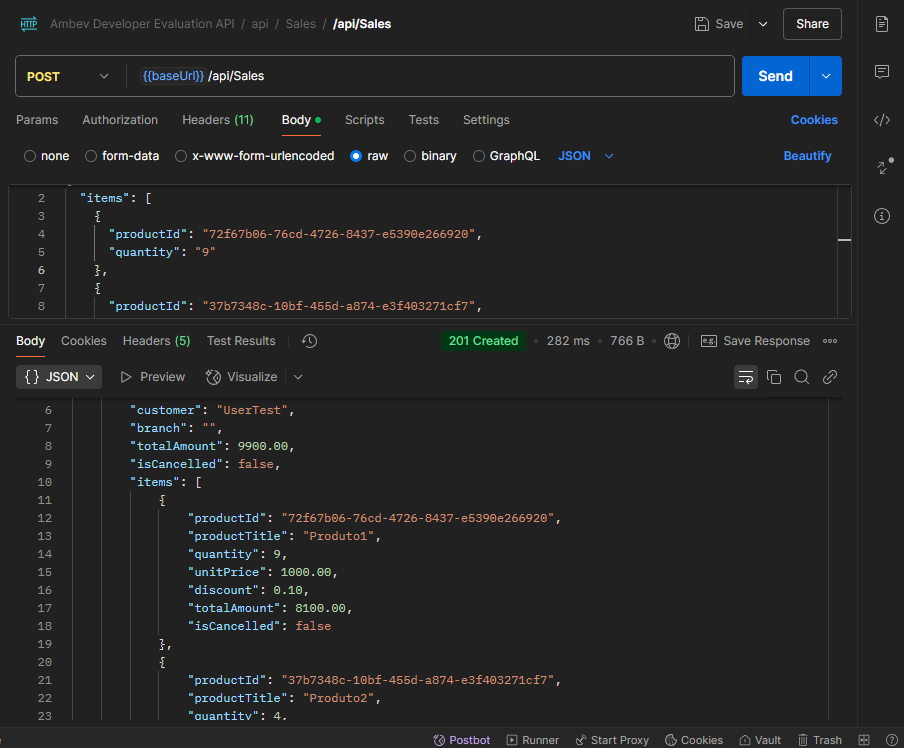 HTTP Ambev Developer Evaluation API / api / Sales / /api/Sales Save Share
POST {{baseUrl}} /api/Sales Send
Params Authorization Headers (11) Body Scripts Tests Settings Cookies
none form-data x-www-form-urlencoded raw binary GraphQL JSON Beautify
2 "items": [
3 {
4 "productId": "72f67b06-76cd-4726-8437-e5390e266920",
5 "quantity": "9"
6 },
7 {
8 "productId": "37b7348c-10bf-455d-a874-e3f403271cf7",
Body Cookies Headers (5) Test Results 201 Created • 282 ms • 766 B e.g. Save Response
{} JSON Preview Visualize
6 "customer": "UserTest",
7 "branch": "",
8 "totalAmount": 9900.00,
9 "isCancelled": false,
10 "items": [
11 {
12 "productId": "72f67b06-76cd-4726-8437-e5390e266920",
13 "productTitle": "Produto1",
14 "quantity": 9,
15 "unitPrice": 1000.00,
16 "discount": 0.10,
17 "totalAmount": 8100.00,
18 "isCancelled": false
19 },
20 {
21 "productId": "37b7348c-10bf-455d-a874-e3f403271cf7",
22 "productTitle": "Produto2",
23 "quantity": 4,
Postbot Runner Start Proxy Cookies Vault Trash